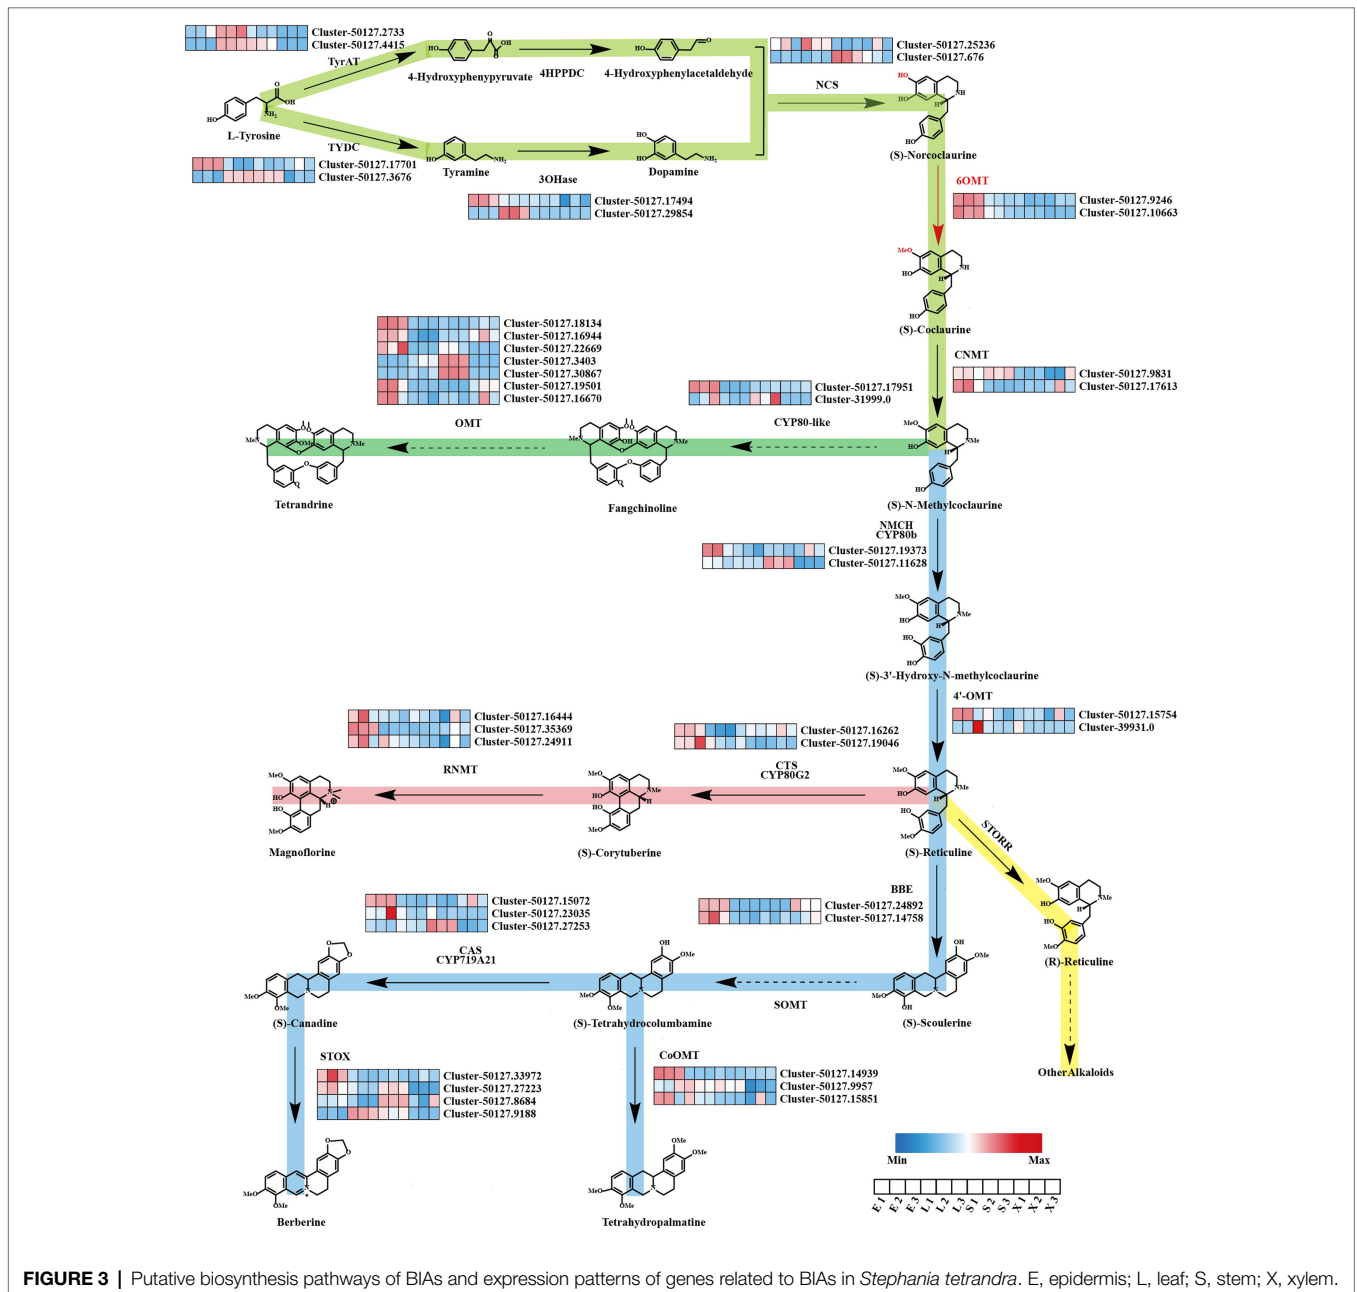 Cluster-50127.2733
Cluster-50127.4415
TyrAT
4-Hydroxyphenypyruvate
4HPPDC
4-Hydroxyphenylacetaldehyde
Cluster-50127.25236
Cluster-50127.676
NCS
L-Tyrosine
TYDC
Cluster-50127.17701
Cluster-50127.3676
Tyramine
3OHase
Dopamine
Cluster-50127.17494
Cluster-50127.29854
(S)-Norcoclaurine
6OMT
Cluster-50127.9246
Cluster-50127.10663
(S)-Coclaurine
Cluster-50127.18134
Cluster-50127.16944
Cluster-50127.22669
Cluster-50127.3403
Cluster-50127.30867
Cluster-50127.19501
Cluster-50127.16670
OMT
CNMT
Cluster-50127.9831
Cluster-50127.17613
Cluster-50127.17951
Cluster-31999.0
CYP80-like
Tetrandrine
Fangchinoline
(S)-N-Methylcoclaurine
NMCH
CYP80b
Cluster-50127.19373
Cluster-50127.11628
(S)-3'-Hydroxy-N-methylcoclaurine
4'-OMT
Cluster-50127.15754
Cluster-39931.0
Cluster-50127.16444
Cluster-50127.35369
Cluster-50127.24911
RNMT
Cluster-50127.16262
Cluster-50127.19046
CTS
CYP80G2
Magnoflorine
(S)-Corytuberine
(S)-Reticuline
STORR
(R)-Reticuline
Other Alkaloids
BBE
Cluster-50127.24892
Cluster-50127.14758
Cluster-50127.15072
Cluster-50127.23035
Cluster-50127.27253
CAS
CYP719A21
SOMT
(S)-Canadine
(S)-Tetrahydrocolumbamine
(S)-Scoulerine
STOX
Cluster-50127.33972
Cluster-50127.27223
Cluster-50127.8684
Cluster-50127.9188
CoOMT
Cluster-50127.14939
Cluster-50127.9957
Cluster-50127.15851
Berberine
Tetrahydropalmatine
Min
Max
E1 E2 E3 L1 L2 L3 S1 S2 S3 X1 X2 X3
FIGURE 3 | Putative biosynthesis pathways of BIAs and expression patterns of genes related to BIAs in Stephania tetrandra. E, epidermis; L, leaf; S, stem; X, xylem.